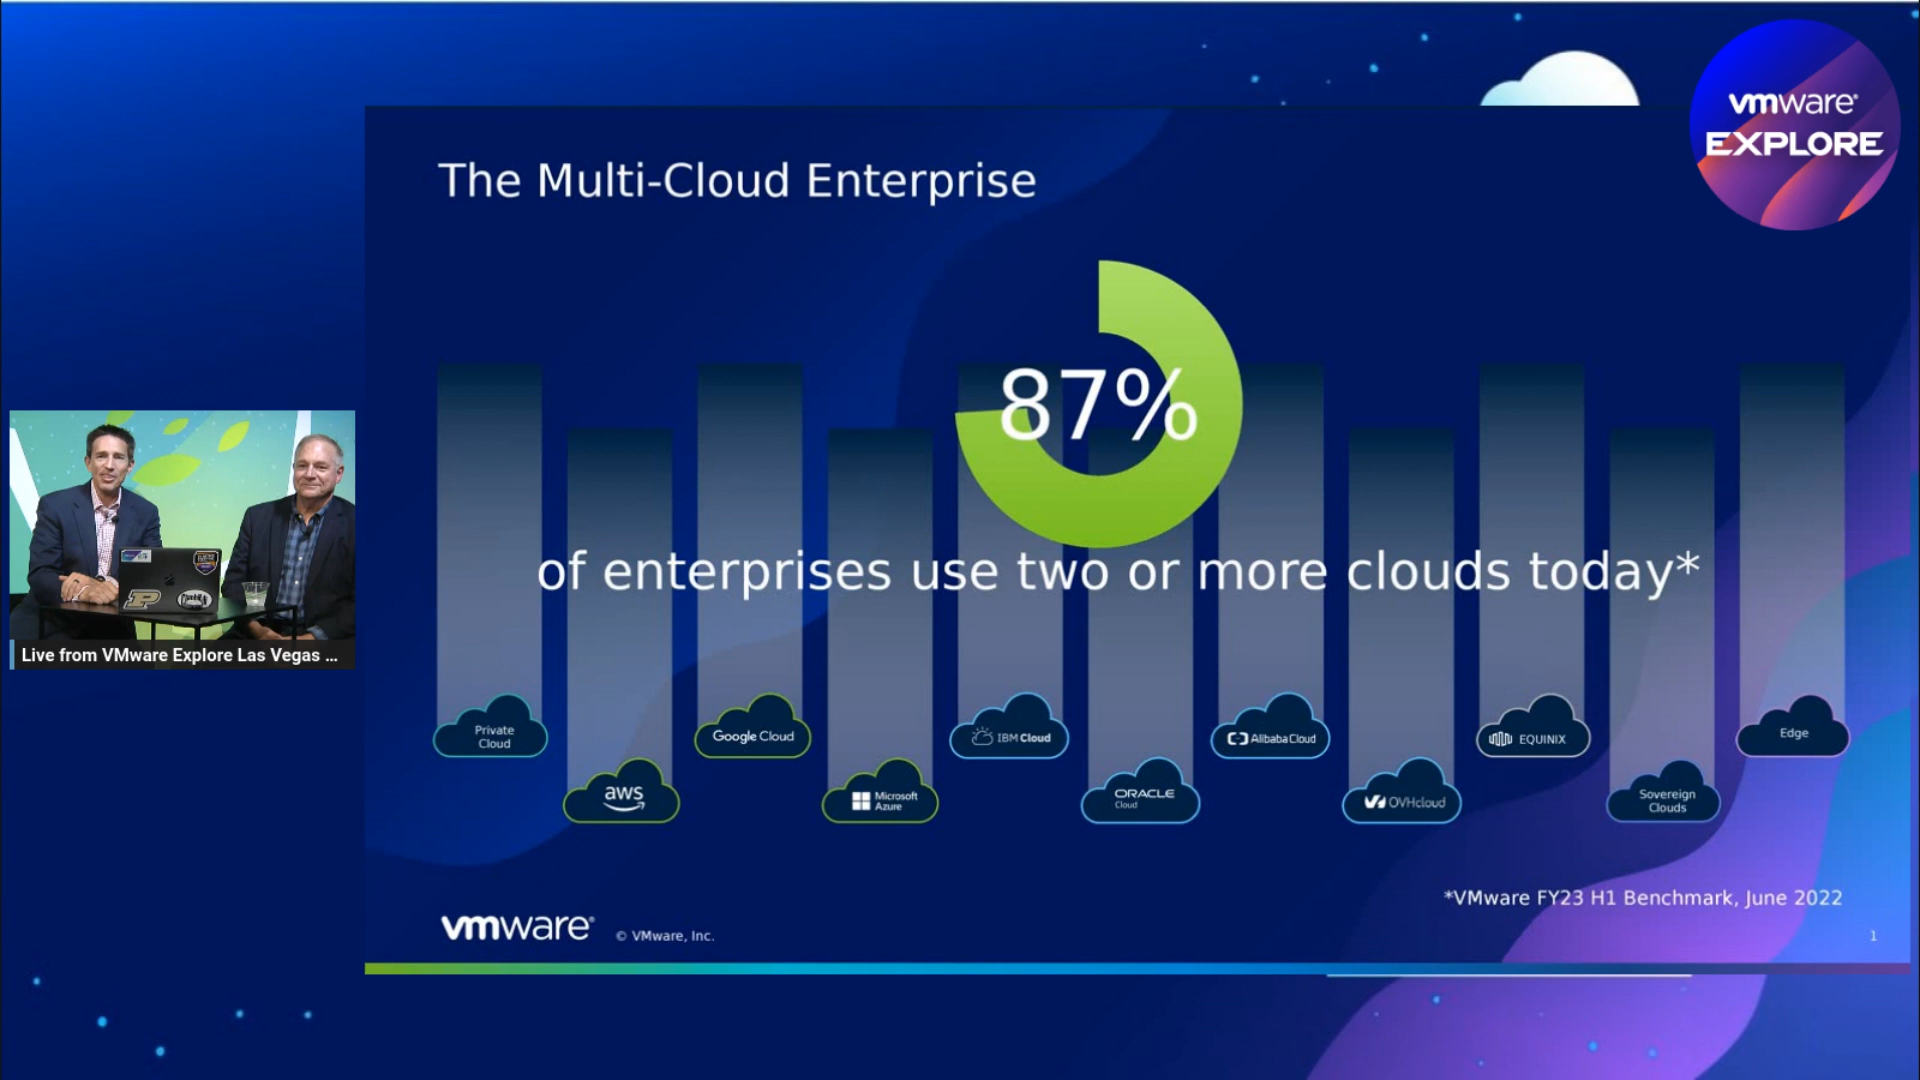 vmware®
EXPLORE
The Multi-Cloud Enterprise
87%
of enterprises use two or more clouds today*
Private
Cloud
aws
Google Cloud
Microsoft
Azure
IBM Cloud
ORACLE
Cloud
Alibaba Cloud
OVHcloud
EQUINIX
Sovereign
Clouds
Edge
P
Live from VMware Explore Las Vegas ...
*VMware FY23 H1 Benchmark, June 2022
vmware®
© VMware, Inc.
1